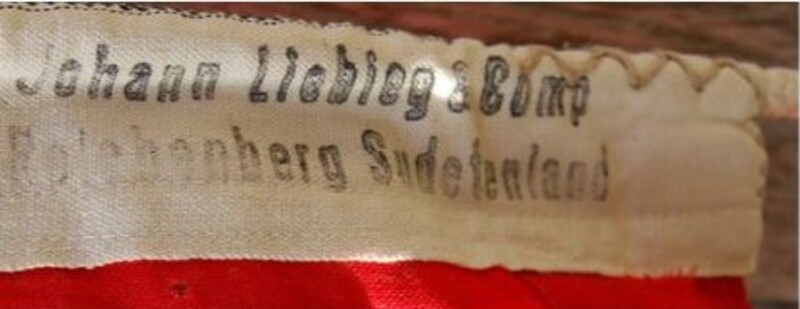 Johann Liebieg & Comp
Reichenberg Sudetenland